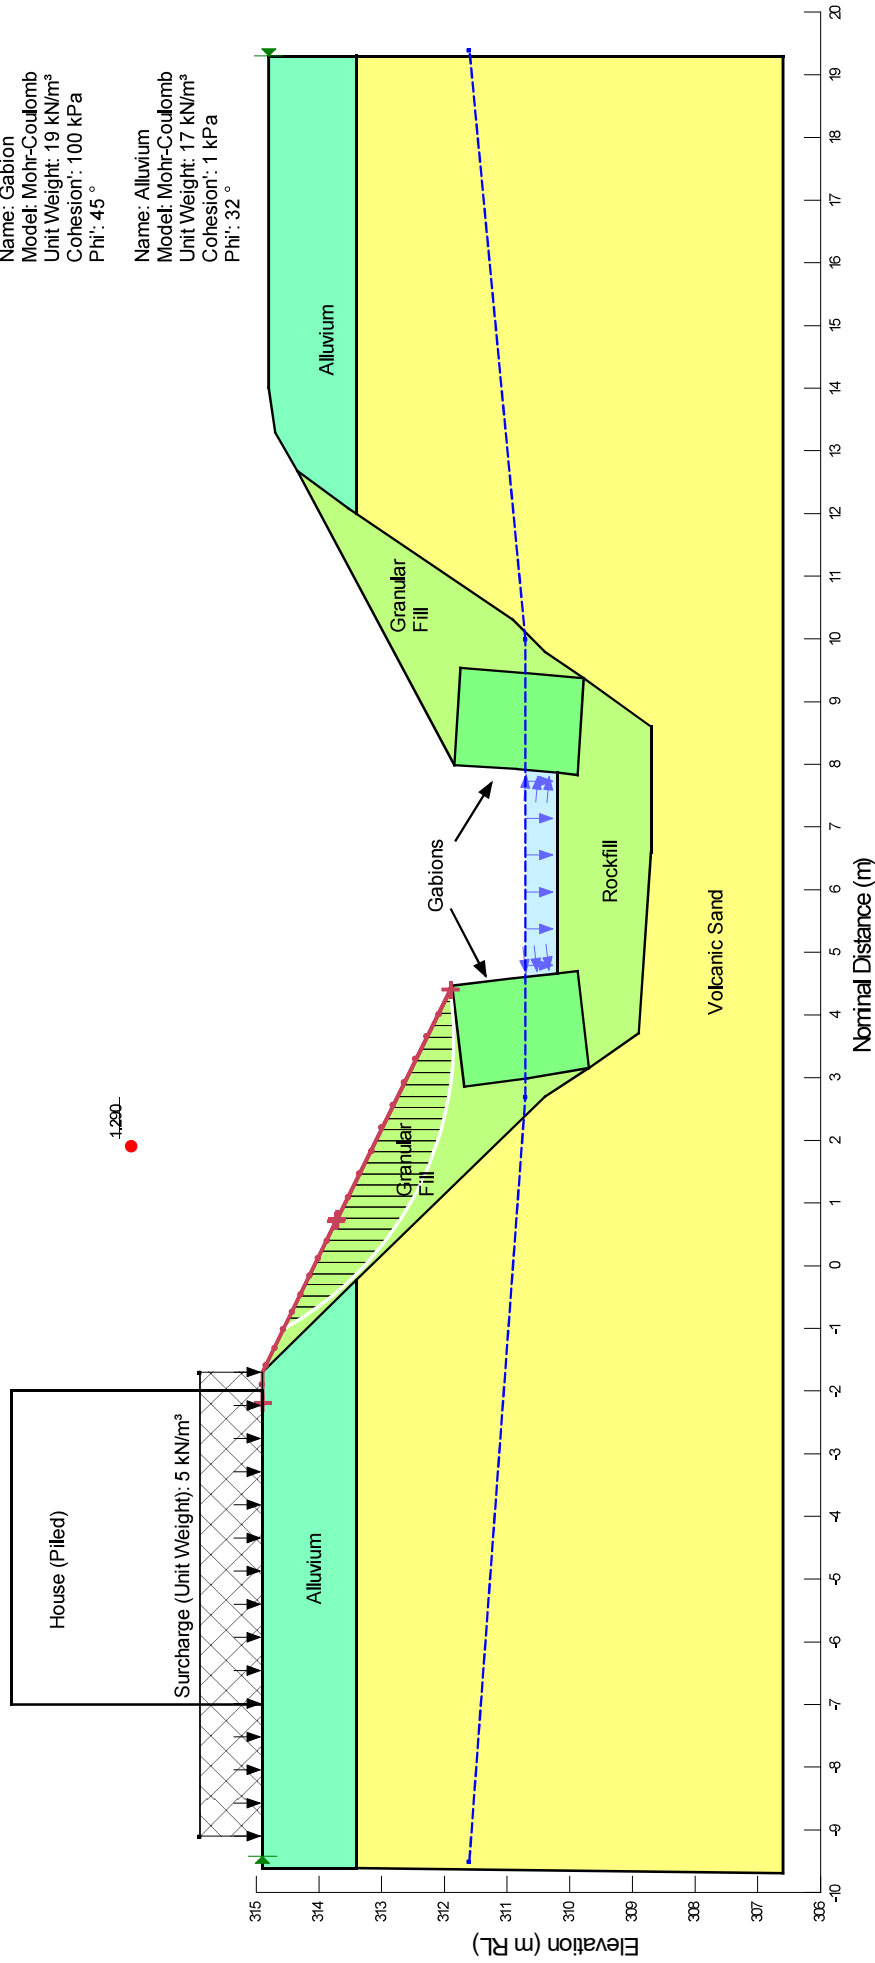 Name: Gabion
Model: Mohr-Coulomb
Unit Weight: 19 kN/m³
Cohesion': 100 kPa
Phi': 45 °
Name: Alluvium
Model: Mohr-Coulomb
Unit Weight: 17 kN/m³
Cohesion': 1 kPa
Phi': 32 °
1.290
House (Piled)
Surcharge (Unit Weight): 5 kN/m³
Alluvium
Granular
Fill
Gabions
Granular
Fill
Alluvium
Rockfill
Volcanic Sand
Elevation (m RL)
315
314
313
312
311
310
309
308
307
306
-10
-9
-8
-7
-6
-5
-4
-3
-2
-1
0
1
2
3
4
5
6
7
8
9
10
11
12
13
14
15
16
17
18
19
20
Nominal Distance (m)